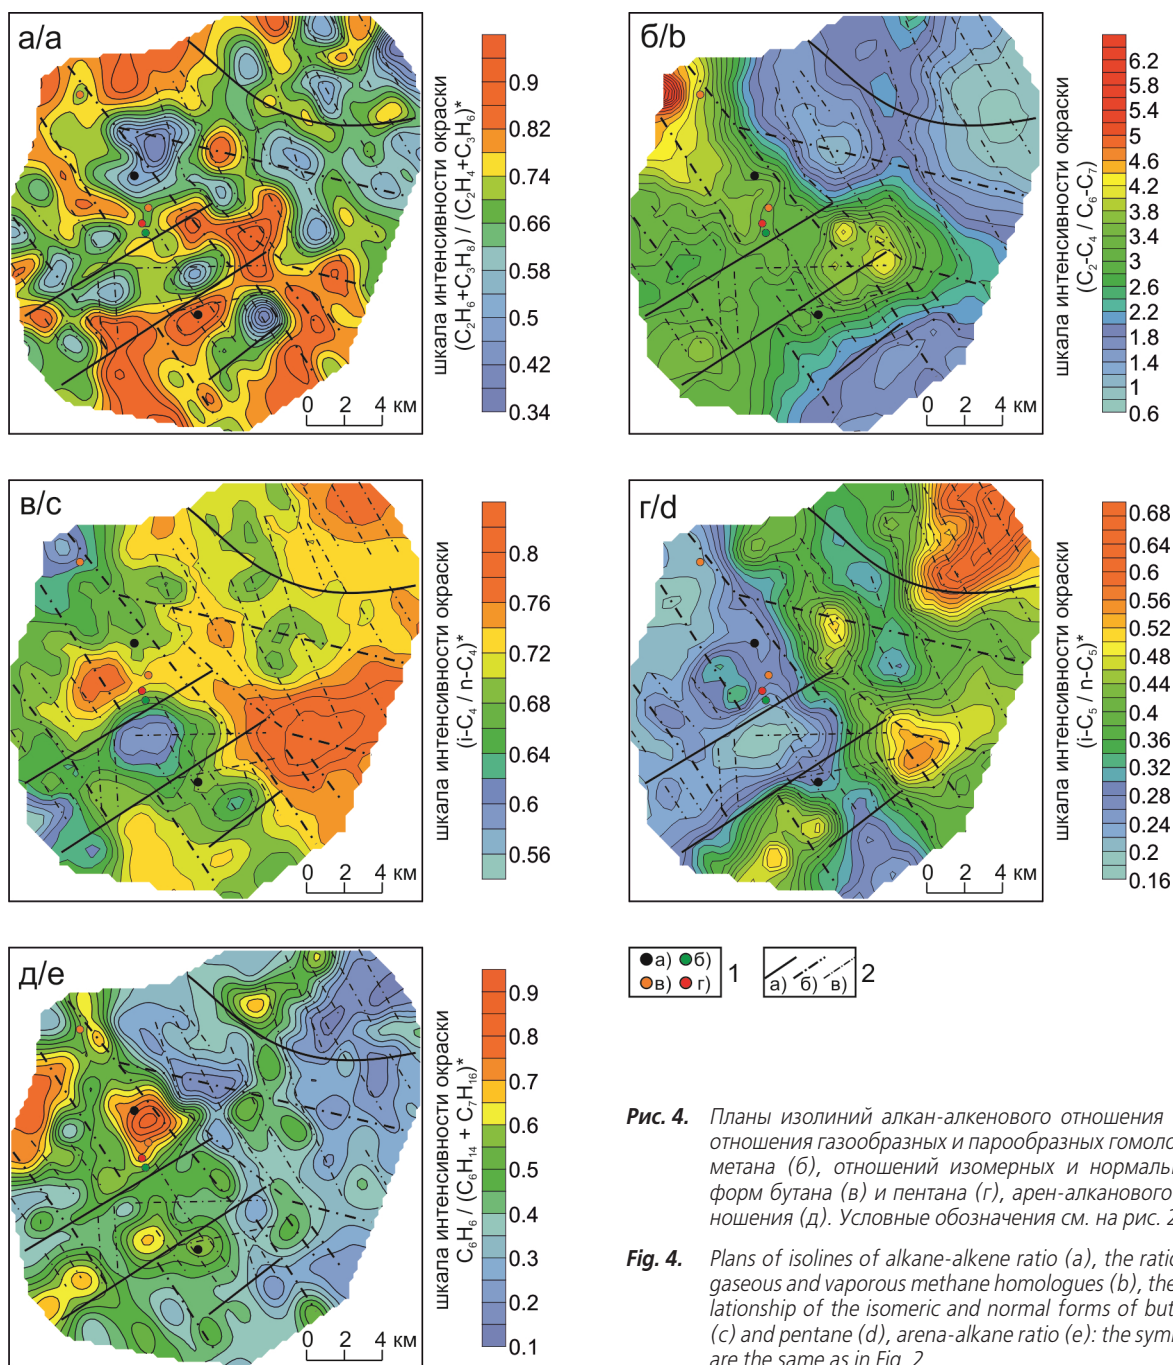 а/a
0.9
0.82
0.74
0.66
0.58
0.5
0.42
0.34
шкала интенсивности окраски
(C₂H₆+C₃H₈) / (C₂H₄+C₃H₆)*
0 2 4 км
б/b
6.2
5.8
5.4
5
4.6
4.2
3.8
3.4
3
2.6
2.2
1.8
1.4
1
0.6
шкала интенсивности окраски
(C₂-C₄ / C₆-C₇)
0 2 4 км
в/c
0.8
0.76
0.72
0.68
0.64
0.6
0.56
шкала интенсивности окраски
(i-C₄ / n-C₄)*
0 2 4 км
г/d
0.68
0.64
0.6
0.56
0.52
0.48
0.44
0.4
0.36
0.32
0.28
0.24
0.2
0.16
шкала интенсивности окраски
(i-C₅ / n-C₅)*
0 2 4 км
д/e
0.9
0.8
0.7
0.6
0.5
0.4
0.3
0.2
0.1
шкала интенсивности окраски
C₆H₆ / (C₆H₁₄ + C₇H₁₆)*
а) б)
в) г)
1
а) б) в)
2
Рис. 4. Планы изолиний алкан-алкенового отношения
отношения газообразных и парообразных гомоло
метана (б), отношений изомерных и нормаль
форм бутана (в) и пентана (г), арен-алканового
ношения (д). Условные обозначения см. на рис. 2
Fig. 4. Plans of isolines of alkane-alkene ratio (a), the ratio
gaseous and vaporous methane homologues (b), the
lationship of the isomeric and normal forms of but
(c) and pentane (d), arena-alkane ratio (e): the sym
are the same as in Fig. 2